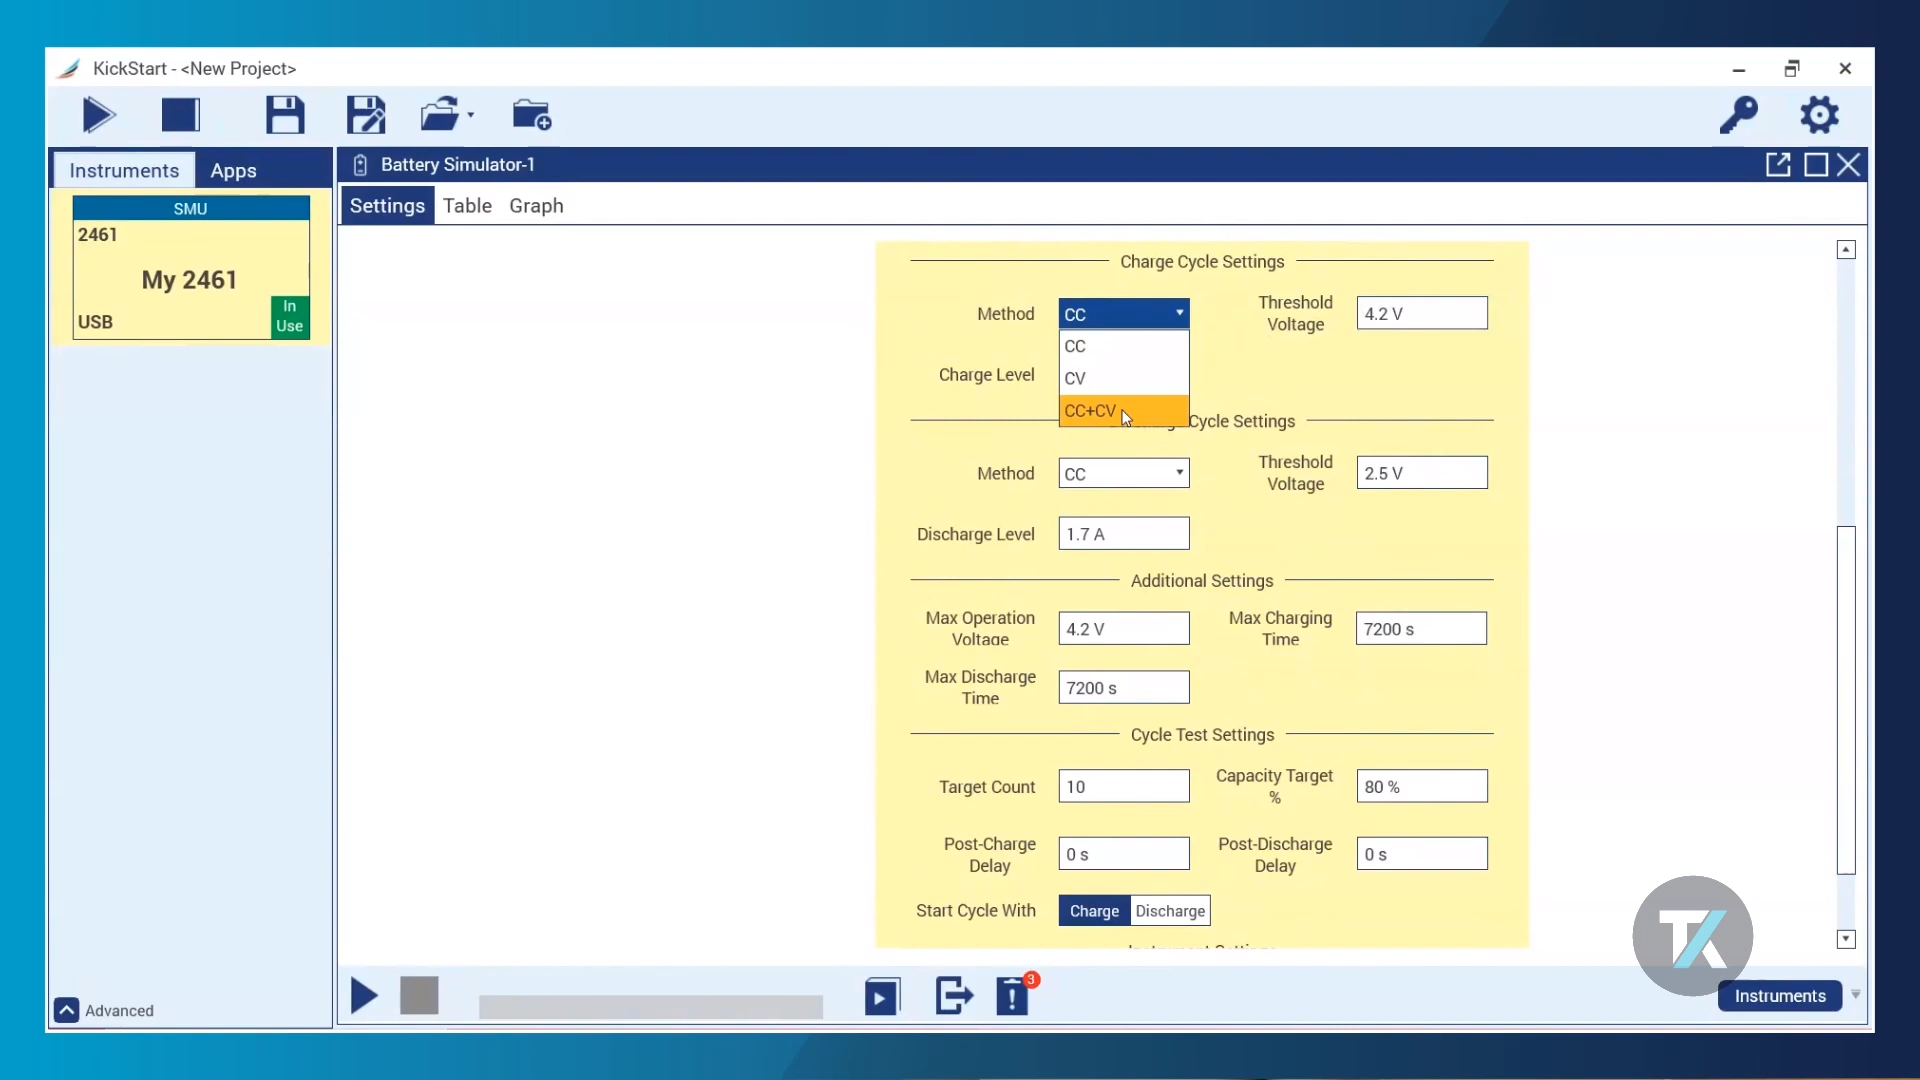 KickStart - <New Project>
Instruments
Apps
Battery Simulator-1
SMU
2461
My 2461
USB
In
Use
Settings
Table
Graph
Charge Cycle Settings
Method
CC
Threshold
Voltage
4.2 V
CC
CV
CC+CV
Charge Level
Cycle Settings
Method
CC
Threshold
Voltage
2.5 V
Discharge Level
1.7 A
Additional Settings
Max Operation
Voltage
4.2 V
Max Charging
Time
7200 s
Max Discharge
Time
7200 s
Cycle Test Settings
Target Count
10
Capacity Target
%
80 %
Post-Charge
Delay
0 s
Post-Discharge
Delay
0 s
Start Cycle With
Charge
Discharge
3
Advanced
Instruments
TK